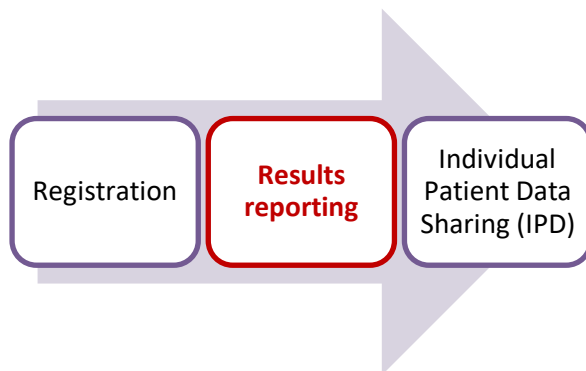 Registration
Results
reporting
Individual
Patient Data
Sharing (IPD)